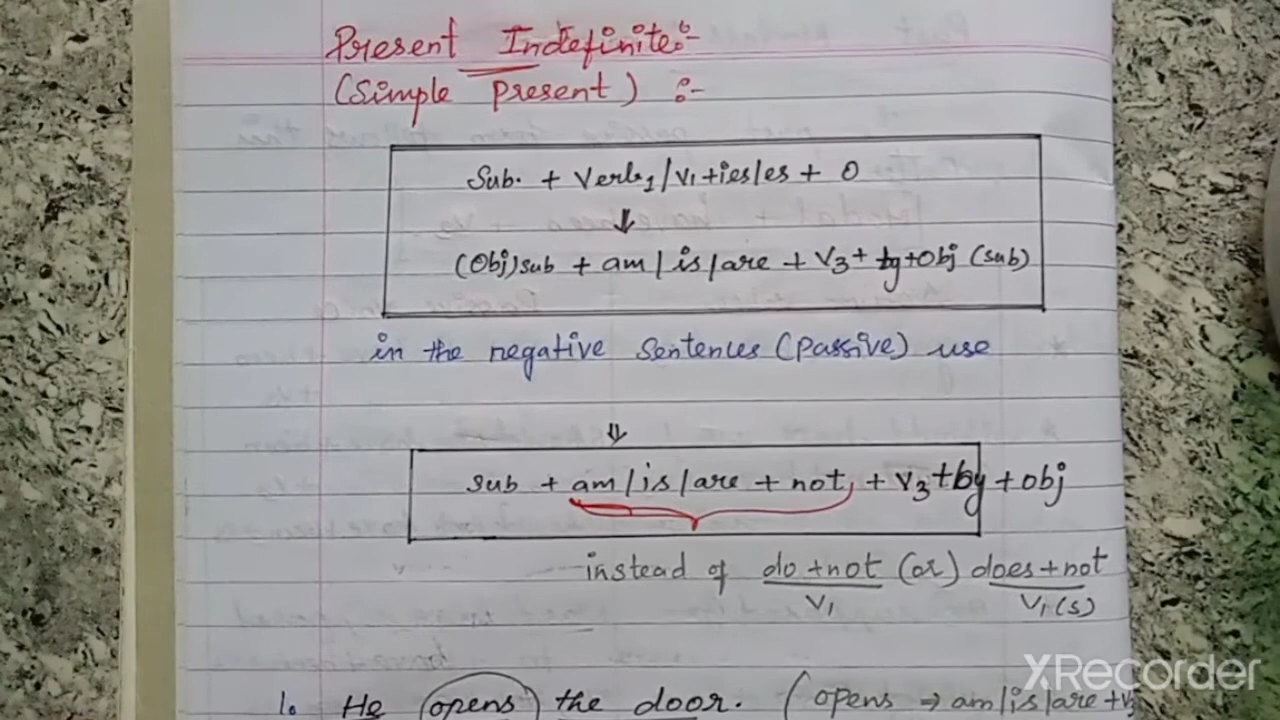 Present Indefinite:-
(Simple Present) :-
Sub. + Verb1/V1+ies/es + O
↓
(Obj)sub + am/is/are + V3 + by + Obj (sub)
in the negative Sentences (Passive) use
⇓
sub + am/is/are + not, + V3 + by + obj
instead of do+not (or) does+not
V1 V1(s)
1. He opens the door. (opens ⇒ am/is/are+V3
XRecorder